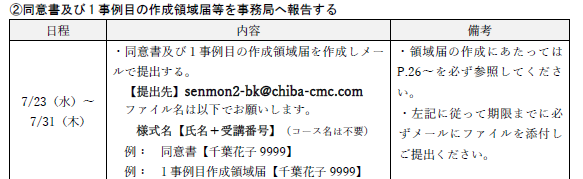 ②同意書及び１事例目の作成領域届等を事務局へ報告する
日程
内容
備考
7/23（水）～
7/31（木）
・同意書及び１事例目の作成領域届を作成しメー
ルで提出する。
【提出先】senmon2-bk@chiba-cmc.com
ファイル名は以下でお願いします。
様式名【氏名＋受講番号】（コース名は不要）
例： 同意書【千葉花子 9999】
例： １事例目作成領域届【千葉花子 9999】
・領域届の作成にあたっては
P.26～を必ず参照してくださ
い。
・左記に従って期限までに必
ずメールにファイルを添付し
ご提出ください。